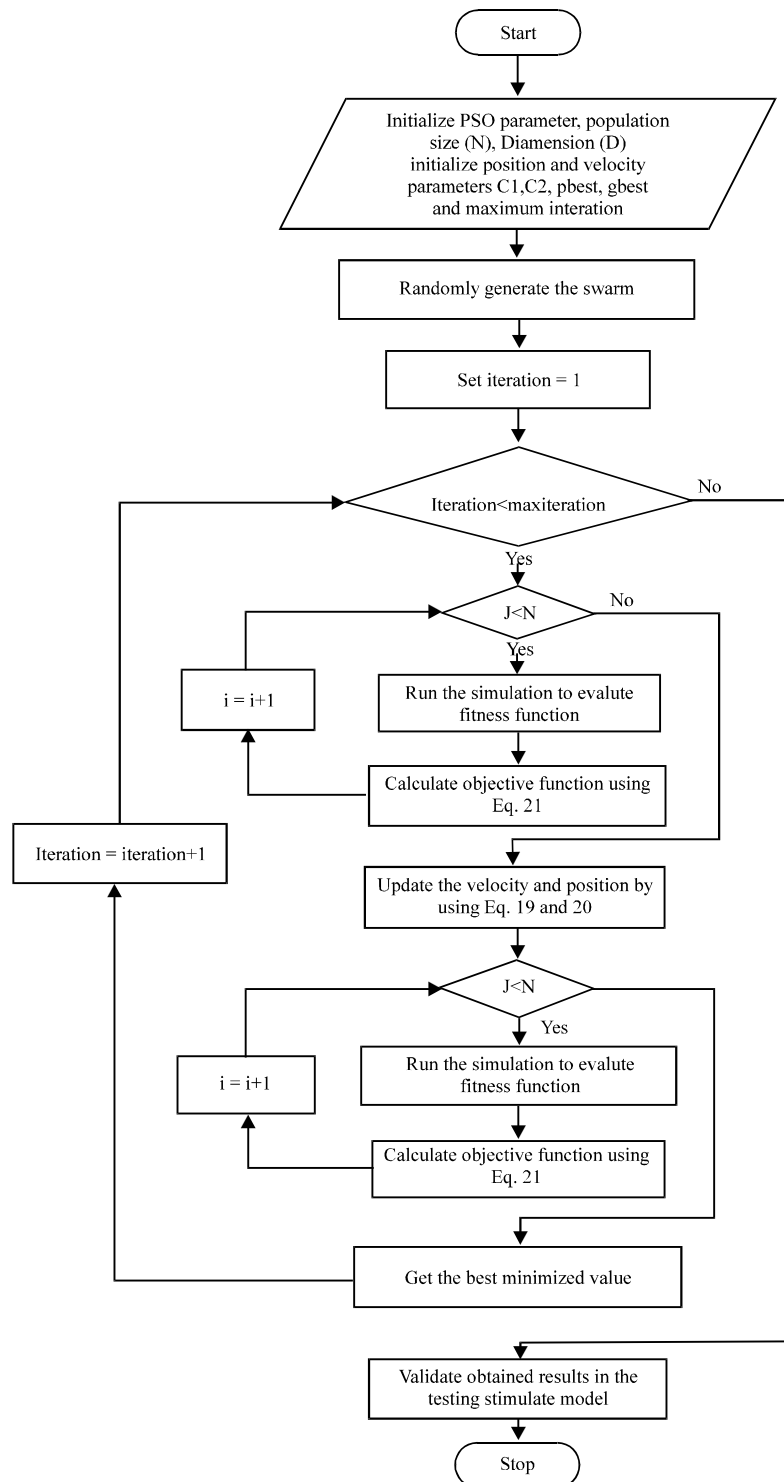 Start
Initialize PSO parameter, population
size (N), Diamension (D)
initialize position and velocity
parameters C1,C2, pbest, gbest
and maximum interation
Randomly generate the swarm
Set iteration = 1
Iteration<maxiteration
No
Yes
J<N
No
Yes
i = i+1
Run the simulation to evalute
fitness function
Calculate objective function using
Eq. 21
Iteration = iteration+1
Update the velocity and position by
using Eq. 19 and 20
J<N
Yes
i = i+1
Run the simulation to evalute
fitness function
Calculate objective function using
Eq. 21
Get the best minimized value
Validate obtained results in the
testing stimulate model
Stop